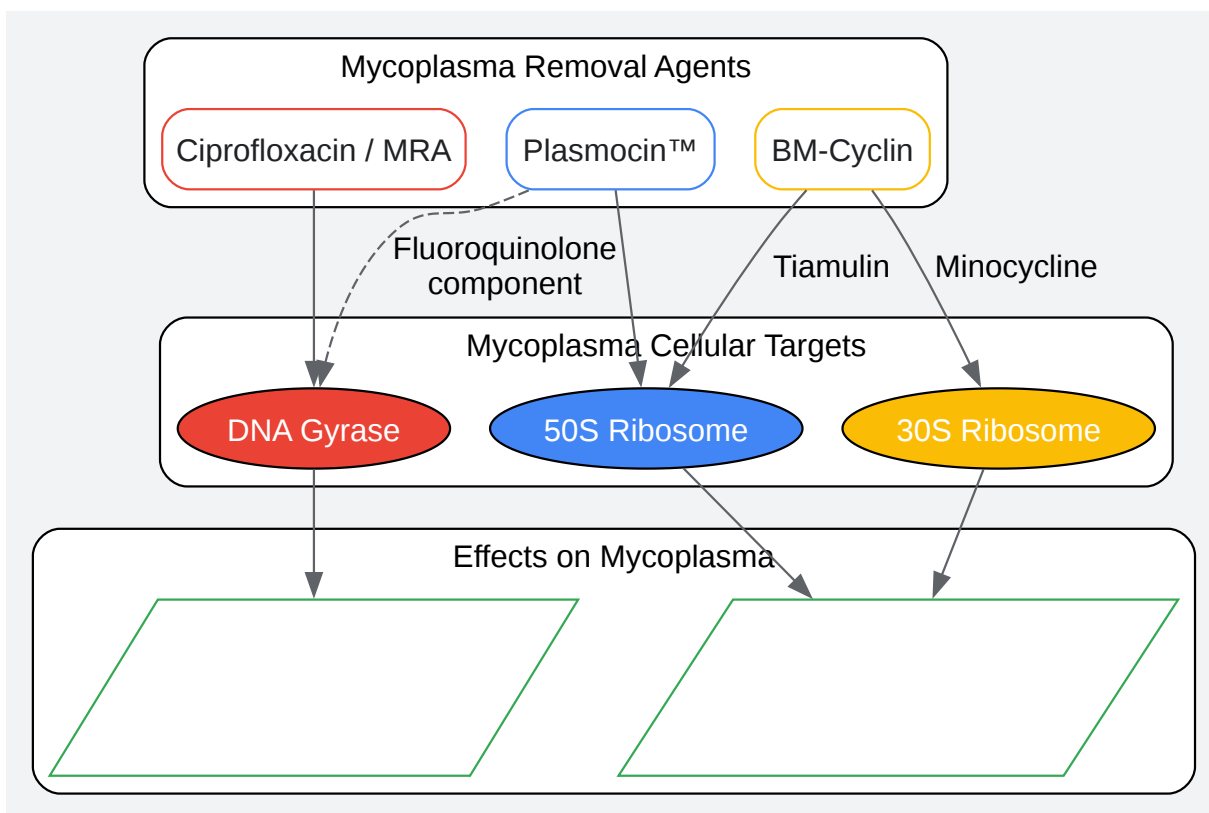 Mycoplasma Removal Agents
Ciprofloxacin / MRA
Plasmocin™
BM-Cyclin
Fluoroquinolone
component
Tiamulin
Minocycline
Mycoplasma Cellular Targets
DNA Gyrase
50S Ribosome
30S Ribosome
Effects on Mycoplasma